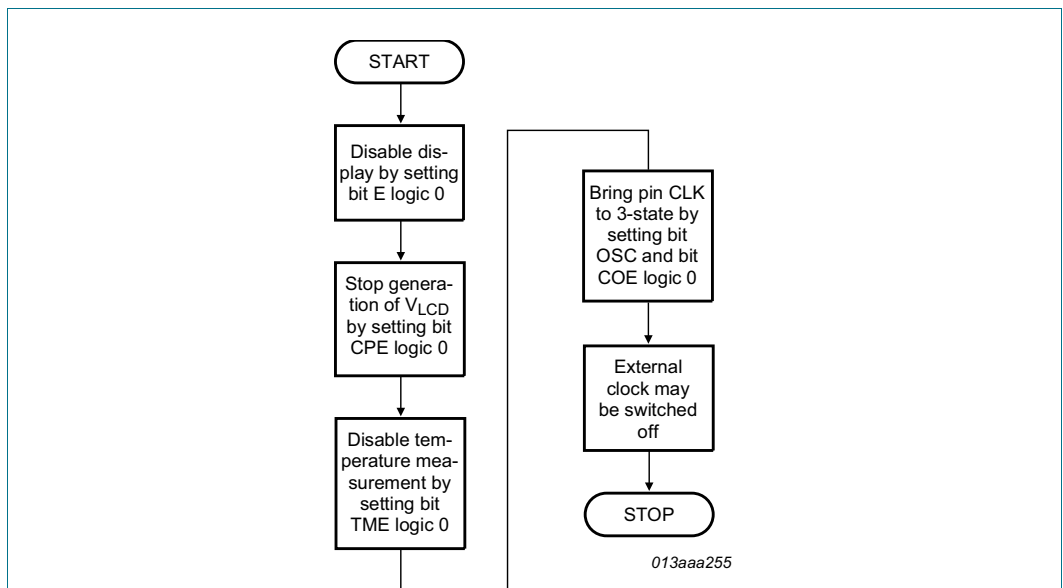 START
Disable dis-
play by setting
bit E logic 0
Stop genera-
tion of VLCD
by setting bit
CPE logic 0
Disable tem-
perature mea-
surement by
setting bit
TME logic 0
Bring pin CLK
to 3-state by
setting bit
OSC and bit
COE logic 0
External
clock may
be switched
off
STOP
013aaa255